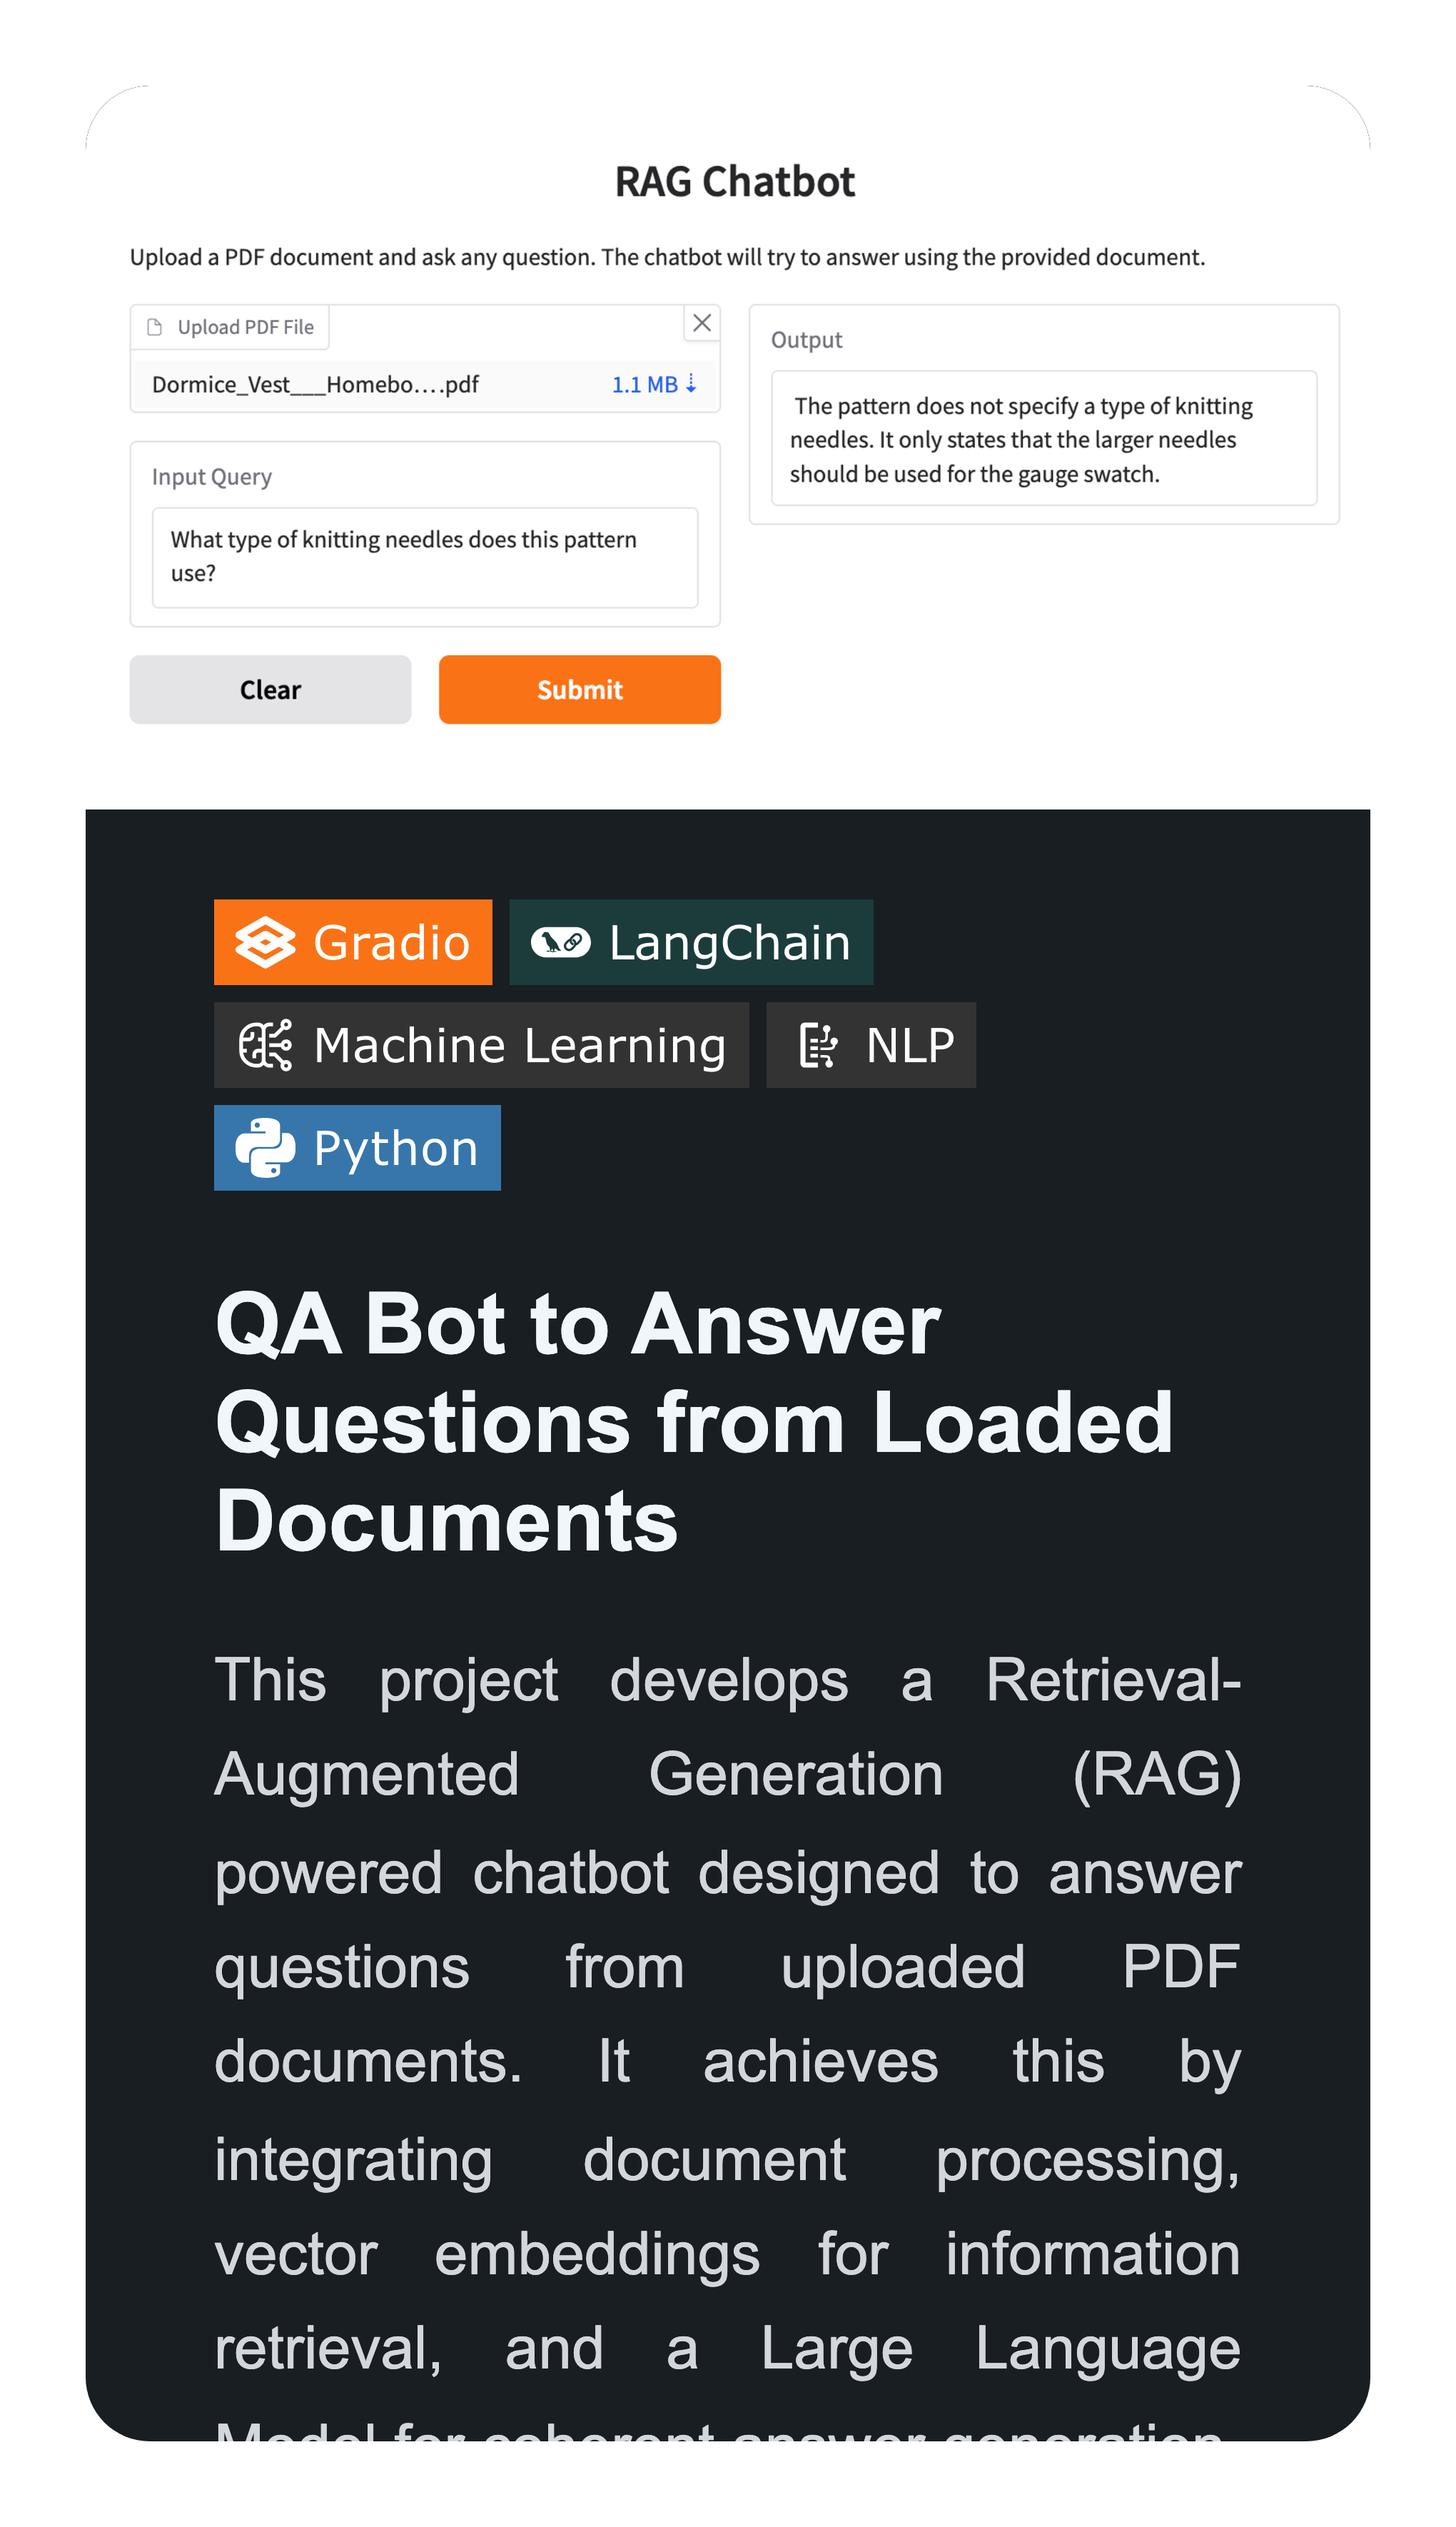 RAG Chatbot
Upload a PDF document and ask any question. The chatbot will try to answer using the provided document.
Upload PDF File
Dormice_Vest___Homebo....pdf 1.1 MB ⇣
Input Query
What type of knitting needles does this pattern
use?
Clear Submit
Output
The pattern does not specify a type of knitting
needles. It only states that the larger needles
should be used for the gauge swatch.
Gradio LangChain
Machine Learning NLP
Python
QA Bot to Answer
Questions from Loaded
Documents
This project develops a Retrieval-
Augmented Generation (RAG)
powered chatbot designed to answer
questions from uploaded PDF
documents. It achieves this by
integrating document processing,
vector embeddings for information
retrieval, and a Large Language
Model for coherent answer generation.